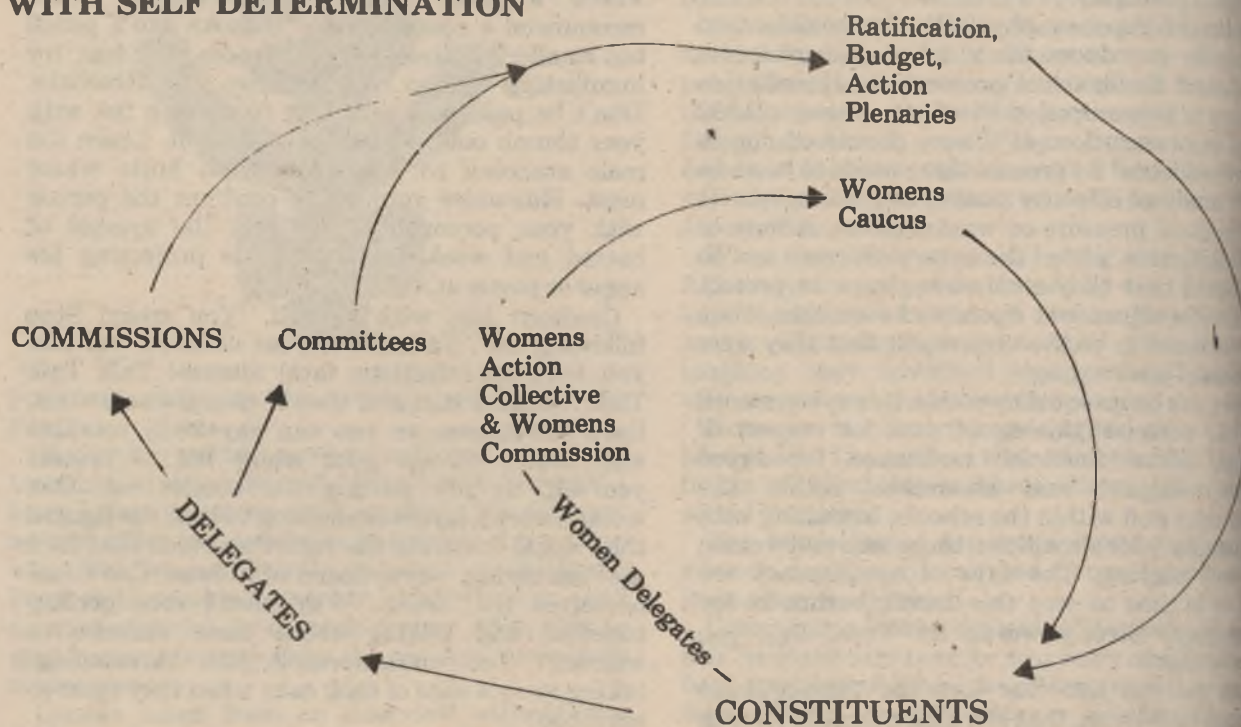 WITH SELF DETERMINATION
Ratification,
Budget,
Action
Plenaries
Womens
Caucus
COMMISSIONS
Committees
Womens
Action
Collective
& Womens
Commission
DELEGATES
Women Delegates
CONSTITUENTS